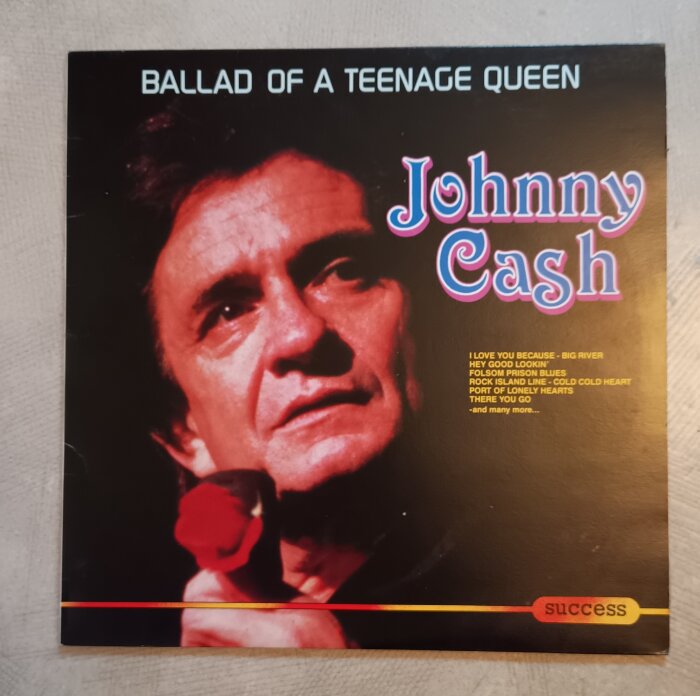 BALLAD OF A TEENAGE QUEEN
Johnny
Cash
I LOVE YOU BECAUSE - BIG RIVER
HEY GOOD LOOKIN'
FOLSOM PRISON BLUES
ROCK ISLAND LINE - COLD COLD HEART
PORT OF LONELY HEARTS
THERE YOU GO
-and many more...
success